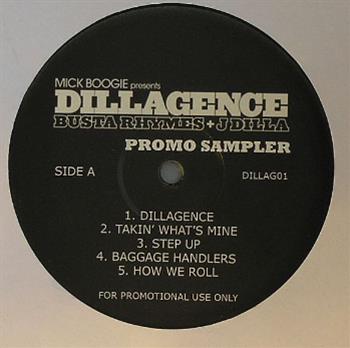 MICK BOOGIE presents
DILLAGENCE
BUSTA RHYMES + J DILLA
PROMO SAMPLER
SIDE A
DILLAG01
1. DILLAGENCE
2. TAKIN' WHAT'S MINE
3. STEP UP
4. BAGGAGE HANDLERS
5. HOW WE ROLL
FOR PROMOTIONAL USE ONLY